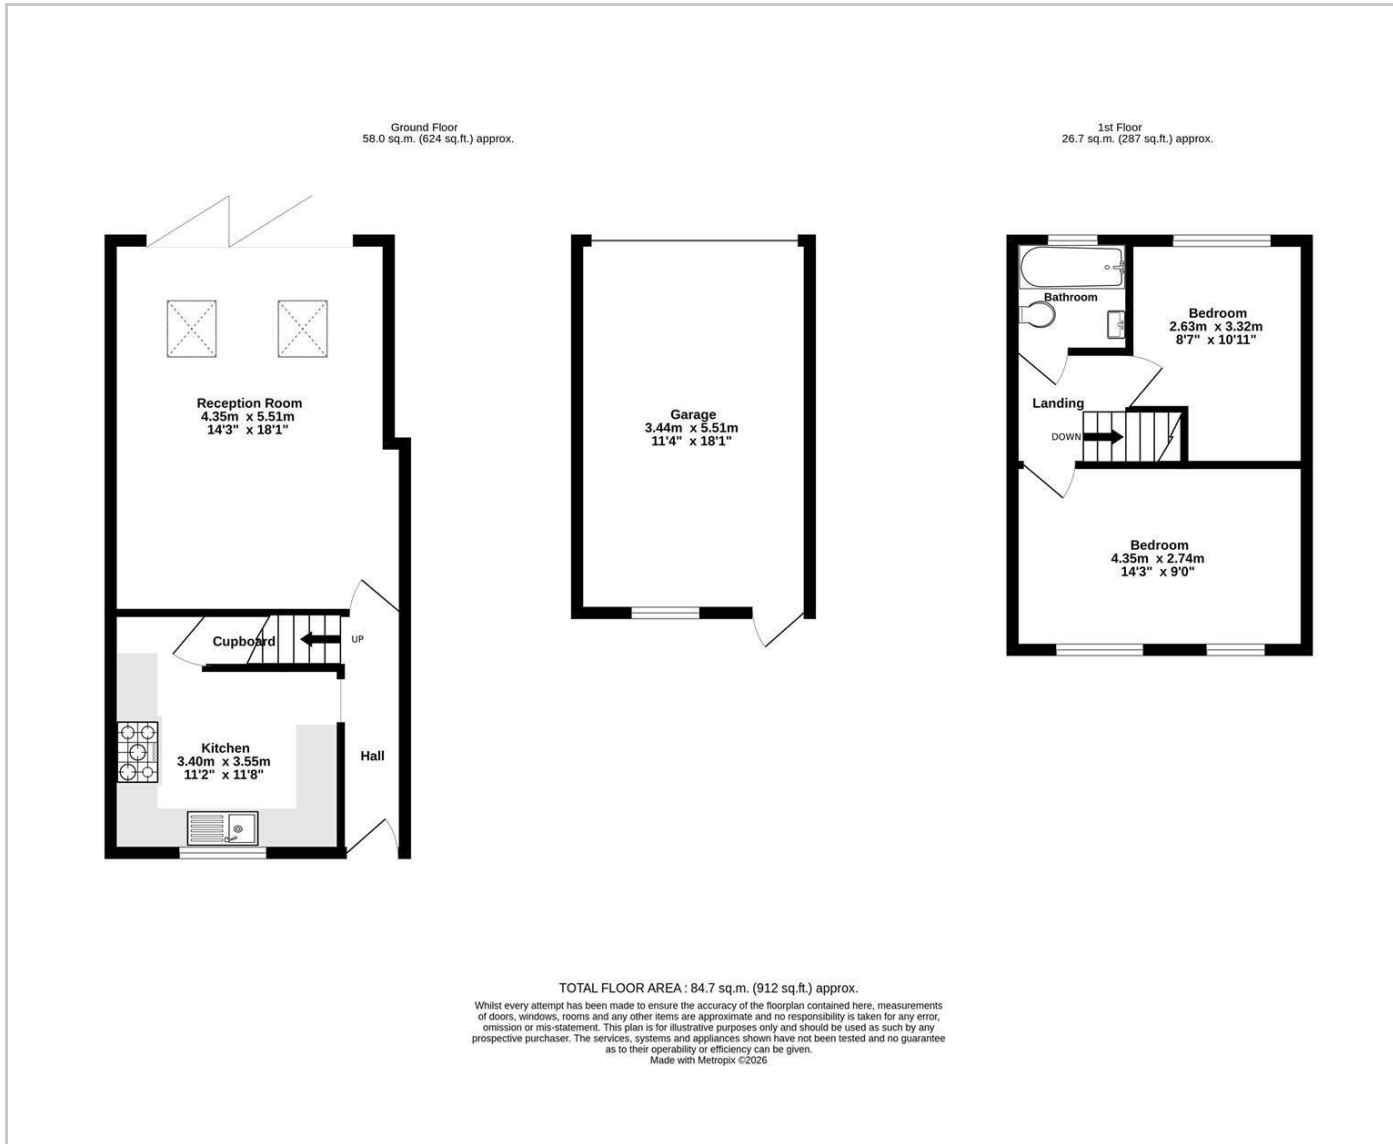 Ground Floor
58.0 sq.m. (624 sq.ft.) approx.
1st Floor
26.7 sq.m. (287 sq.ft.) approx.
Reception Room
4.35m x 5.51m
14'3" x 18'1"
Cupboard
UP
Kitchen
3.40m x 3.55m
11'2" x 11'8"
Hall
Garage
3.44m x 5.51m
11'4" x 18'1"
Bathroom
Bedroom
2.63m x 3.32m
8'7" x 10'11"
Landing
DOWN
Bedroom
4.35m x 2.74m
14'3" x 9'0"
TOTAL FLOOR AREA : 84.7 sq.m. (912 sq.ft.) approx.
Whilst every attempt has been made to ensure the accuracy of the floorplan contained here, measurements
of doors, windows, rooms and any other items are approximate and no responsibility is taken for any error,
omission or mis-statement. This plan is for illustrative purposes only and should be used as such by any
prospective purchaser. The services, systems and appliances shown have not been tested and no guarantee
as to their operability or efficiency can be given.
Made with Metropix ©2026